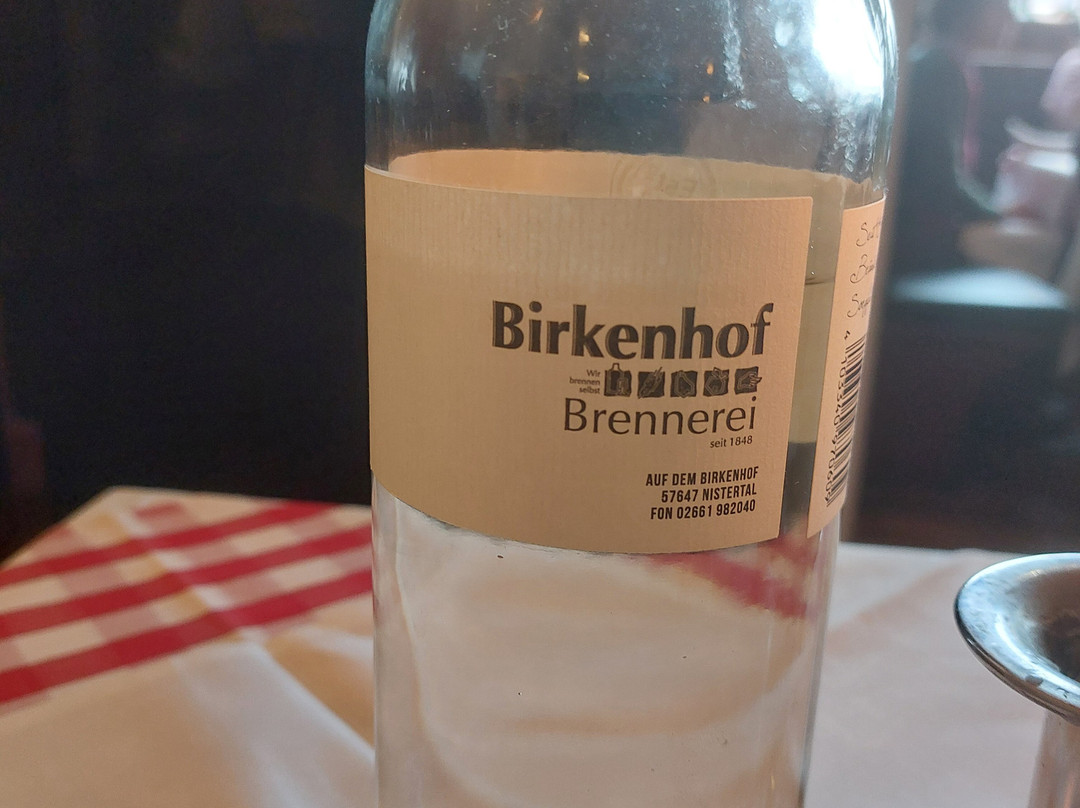 Birkenhof
Wir
brennen
selbst
Brennerei
seit 1848
AUF DEM BIRKENHOF
57647 NISTERTAL
FON 02661 982040